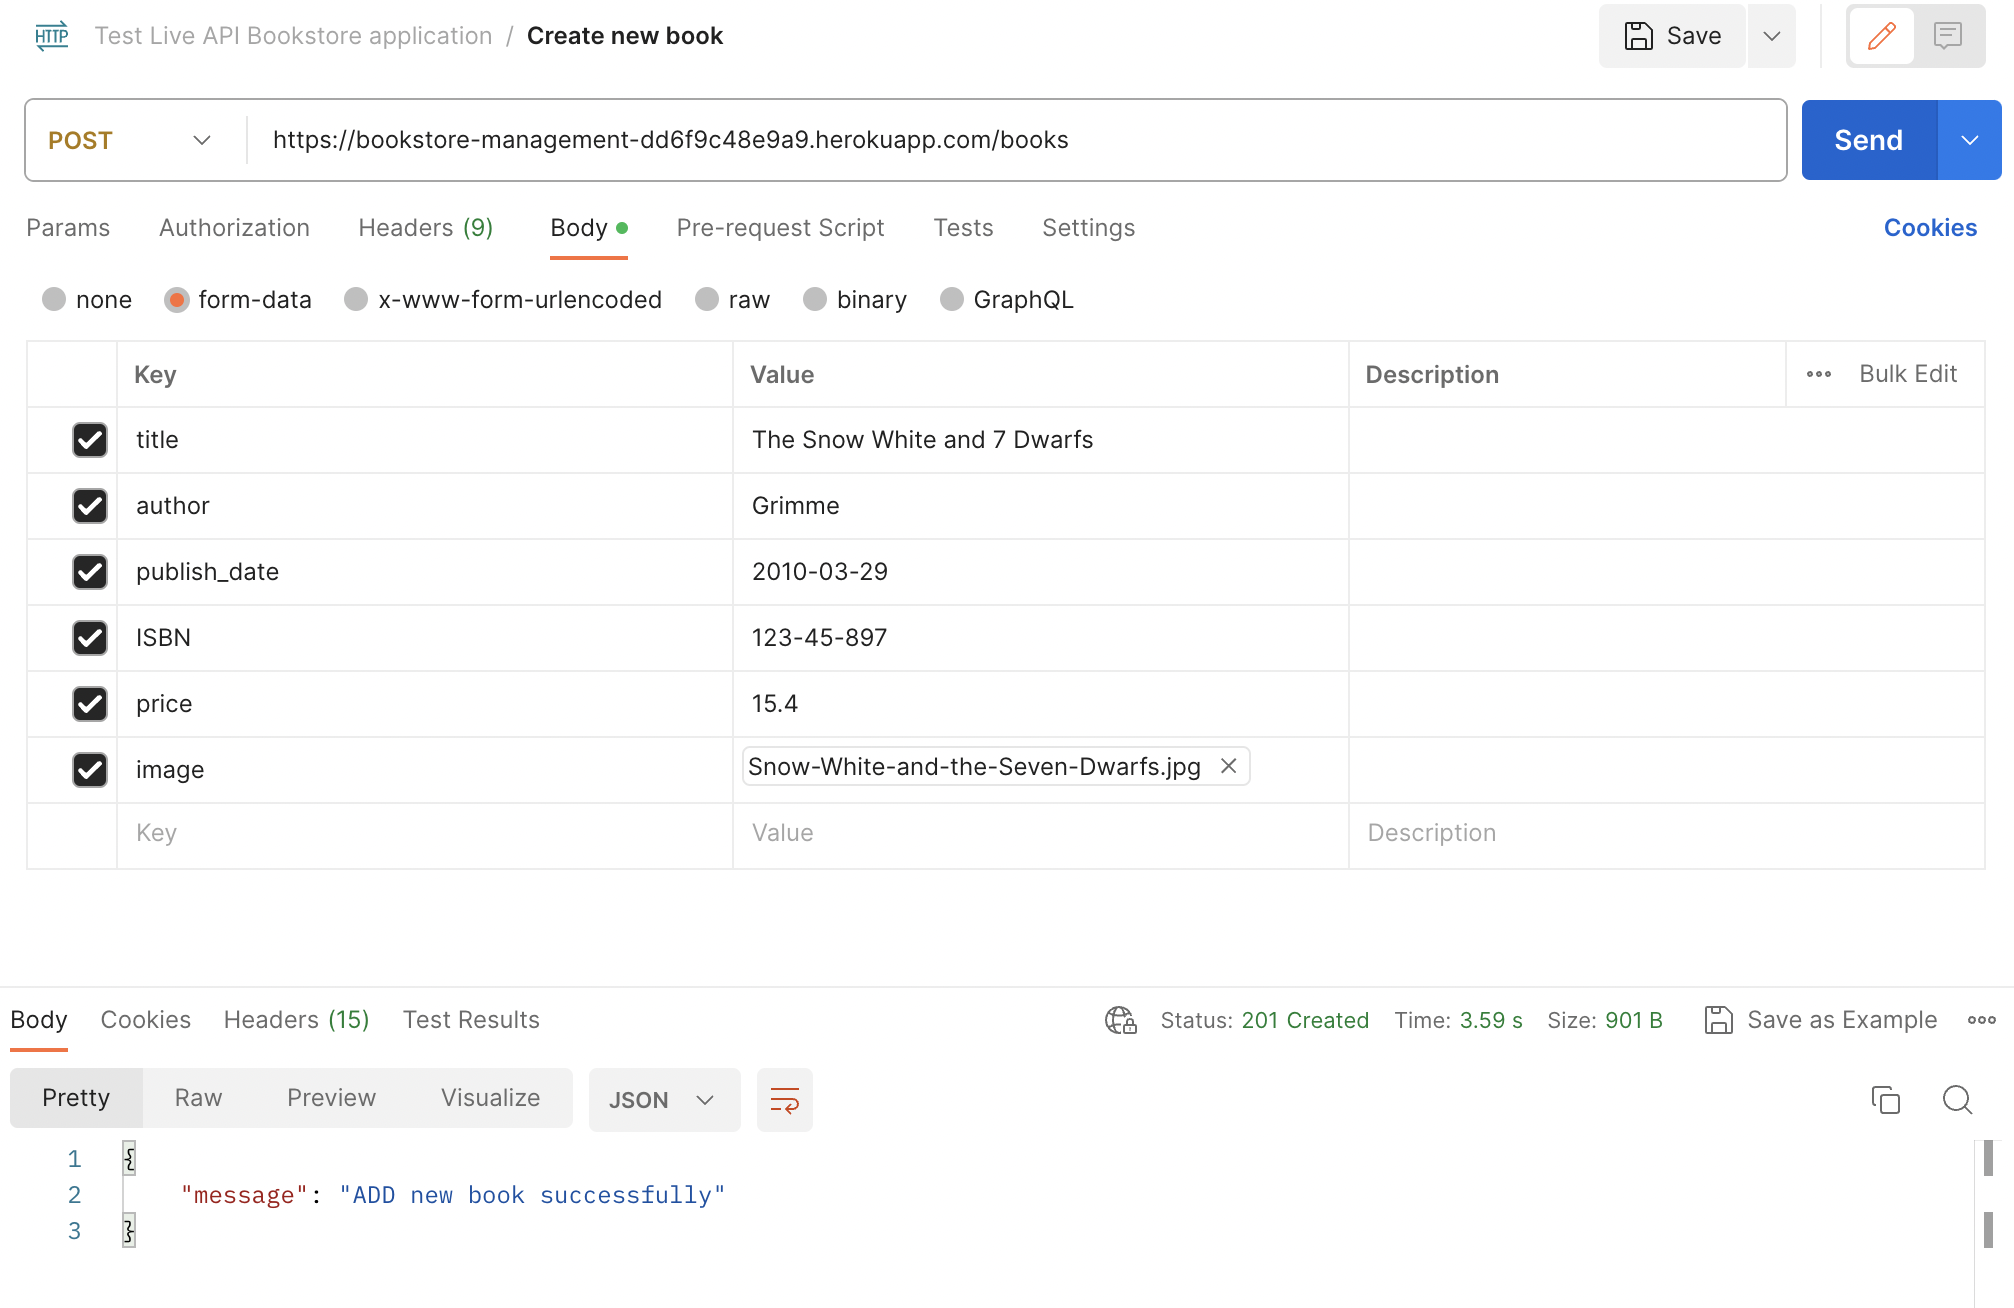 HTTP Test Live API Bookstore application / Create new book Save
POST https://bookstore-management-dd6f9c48e9a9.herokuapp.com/books Send
Params Authorization Headers (9) Body Pre-request Script Tests Settings Cookies
none form-data x-www-form-urlencoded raw binary GraphQL
Key Value Description Bulk Edit
title The Snow White and 7 Dwarfs
author Grimme
publish_date 2010-03-29
ISBN 123-45-897
price 15.4
image Snow-White-and-the-Seven-Dwarfs.jpg
Key Value Description
Body Cookies Headers (15) Test Results Status: 201 Created Time: 3.59 s Size: 901 B Save as Example
Pretty Raw Preview Visualize JSON
1 {
2 "message": "ADD new book successfully"
3 }